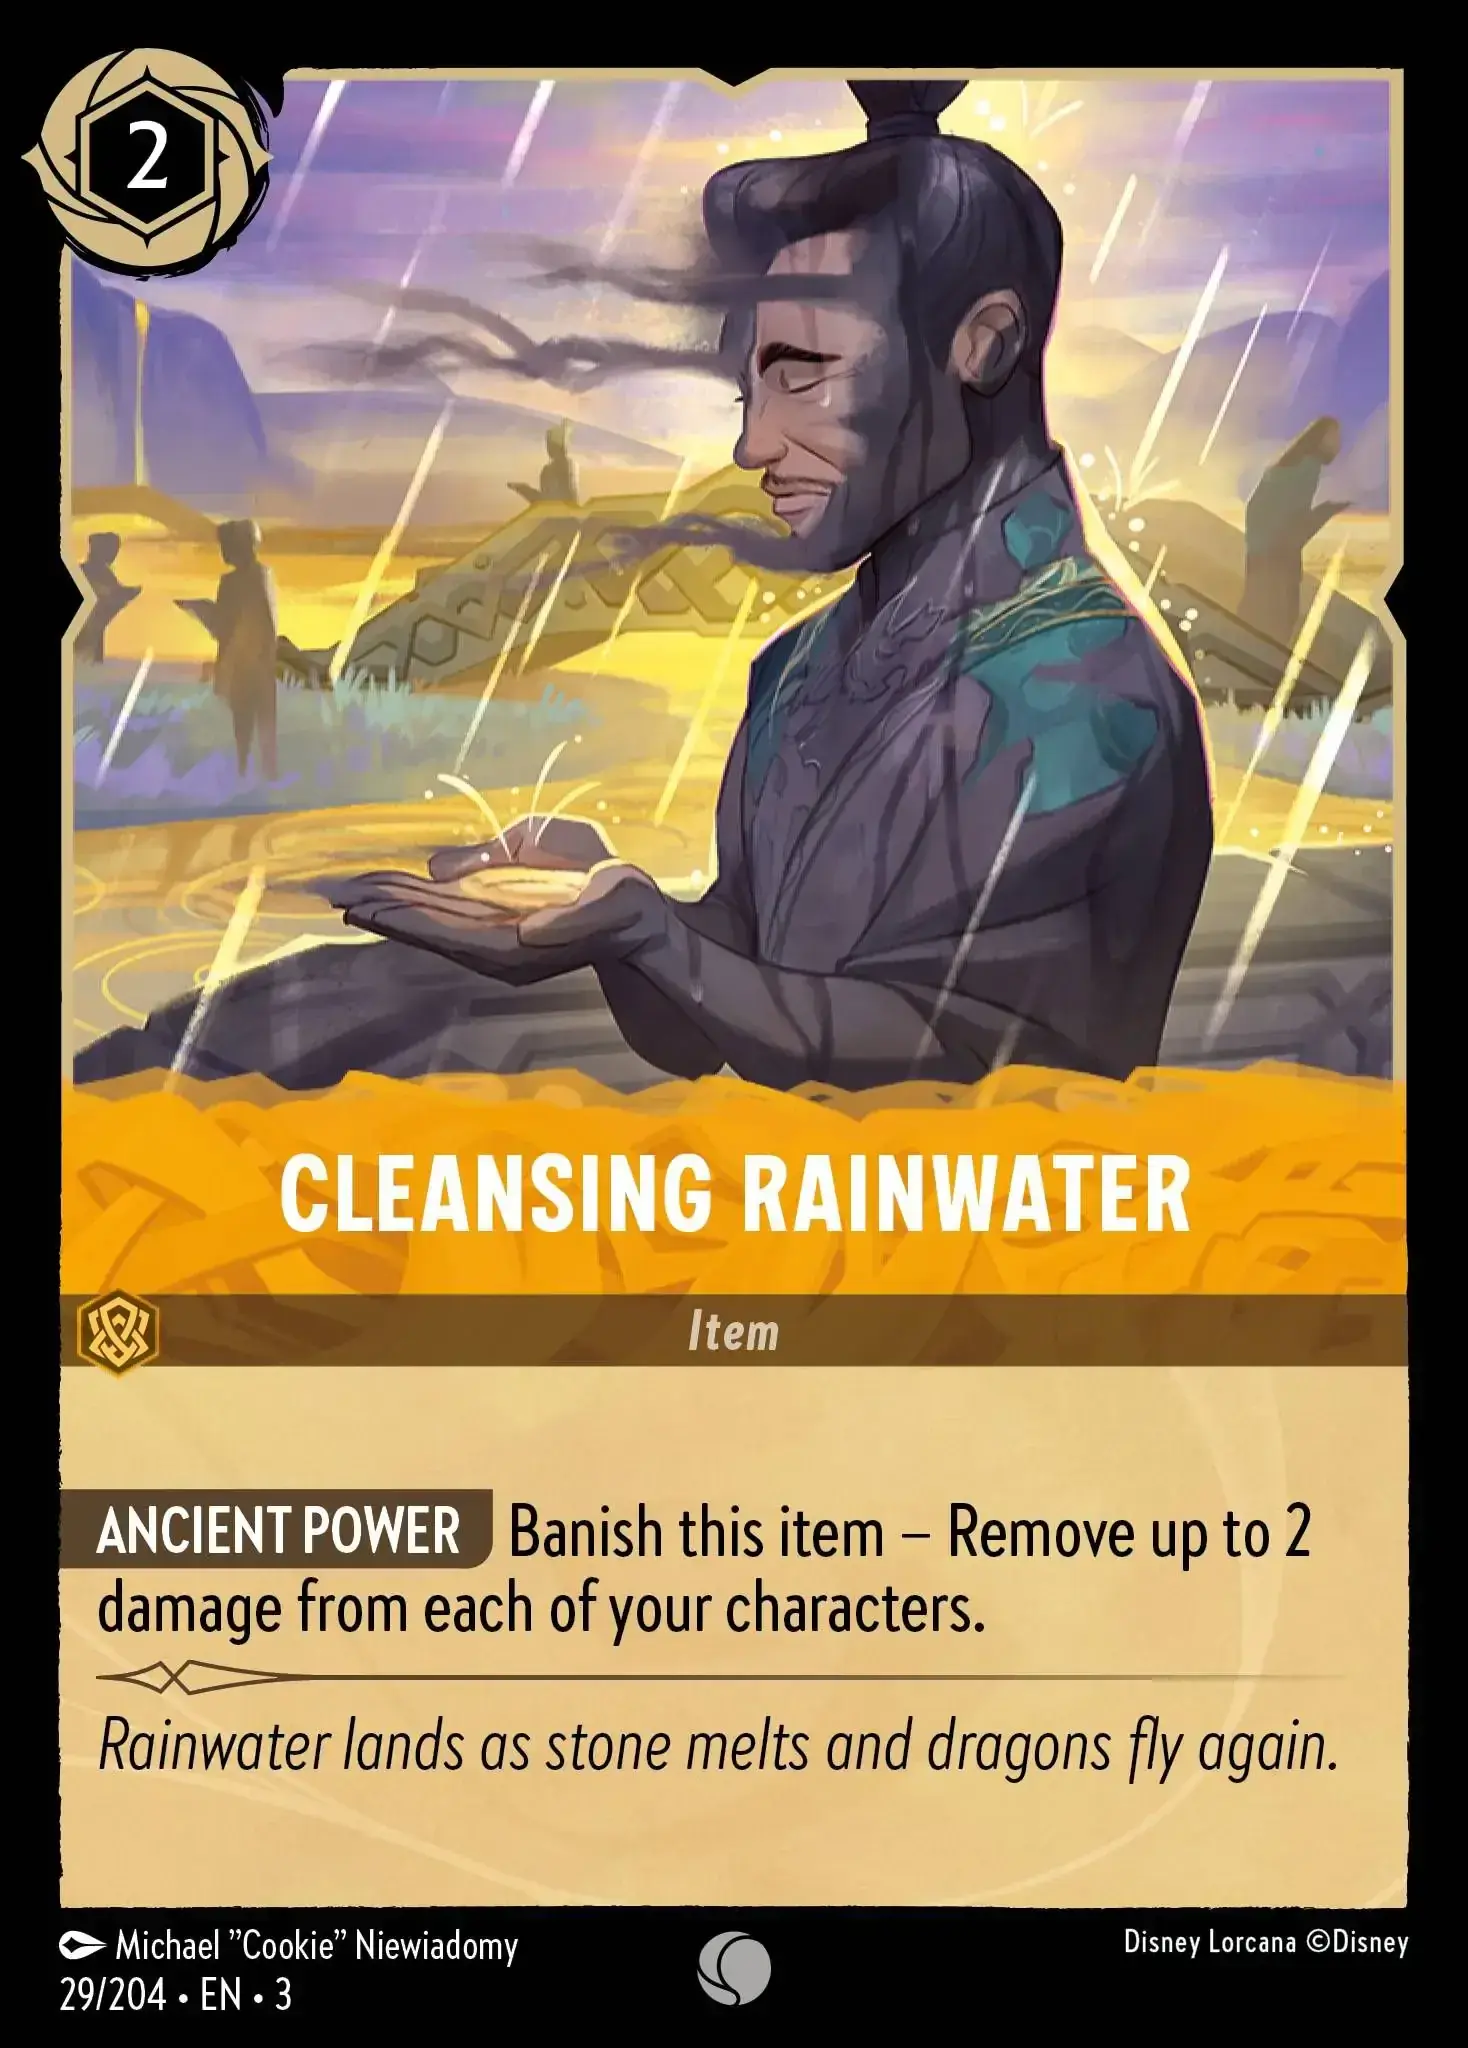 2
CLEANSING RAINWATER
Item
ANCIENT POWER Banish this item – Remove up to 2
damage from each of your characters.
Rainwater lands as stone melts and dragons fly again.
Michael ”Cookie” Niewiadomy
Disney Lorcana ©Disney
29/204 • EN • 3